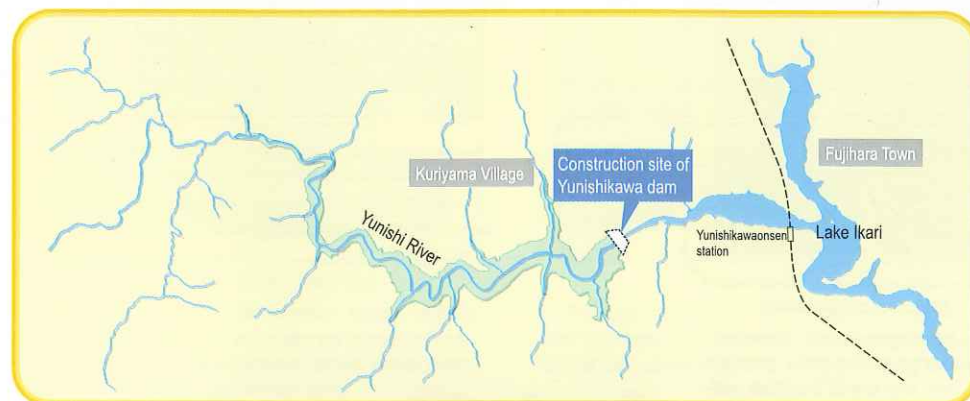 Kuriyama Village
Construction site of
Yunishikawa dam
Fujihara Town
Yunishi River
Yunishikawaonsen
station
Lake Ikari